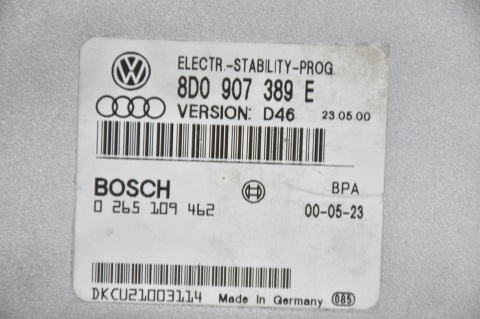 ELECTR.-STABILITY-PROG.
8D0 907 389 E
VERSION: D46 23.05.00
BOSCH BPA
0 265 109 462 00-05-23
DKCU21003114 Made in Germany 085